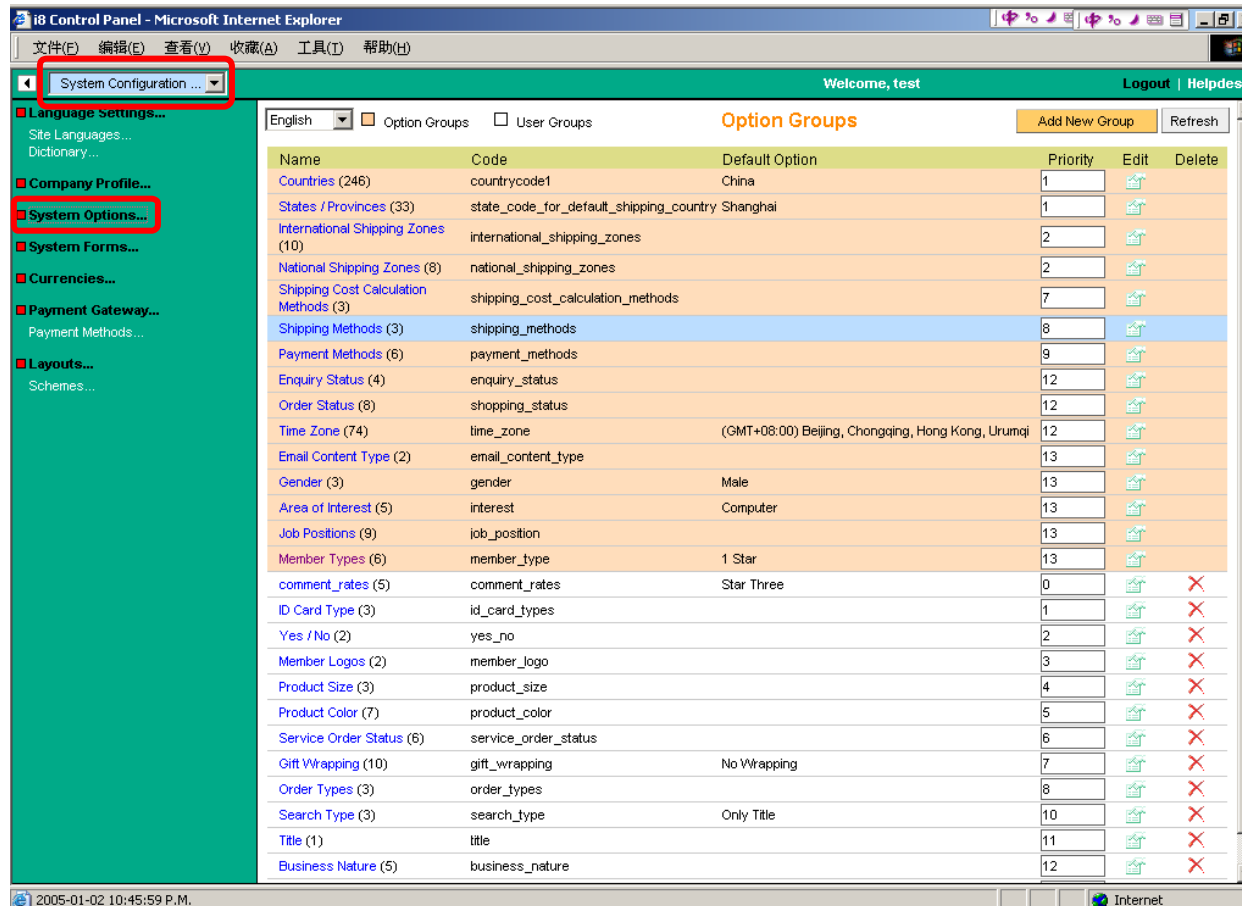 i8 Control Panel - Microsoft Internet Explorer
文件(F) 编辑(E) 查看(V) 收藏(A) 工具(T) 帮助(H)
System Configuration ... Welcome, test Logout | Helpdes
Language Settings...
Site Languages...
Dictionary...
Company Profile...
System Options...
System Forms...
Currencies...
Payment Gateway...
Payment Methods...
Layouts...
Schemes...
English Option Groups User Groups Option Groups Add New Group Refresh
Name Code Default Option Priority Edit Delete
Countries (246) countrycode1 China 1
States / Provinces (33) state_code_for_default_shipping_country Shanghai 1
International Shipping Zones (10) international_shipping_zones 2
National Shipping Zones (8) national_shipping_zones 2
Shipping Cost Calculation Methods (3) shipping_cost_calculation_methods 7
Shipping Methods (3) shipping_methods 8
Payment Methods (6) payment_methods 9
Enquiry Status (4) enquiry_status 12
Order Status (8) shopping_status 12
Time Zone (74) time_zone (GMT+08:00) Beijing, Chongqing, Hong Kong, Urumqi 12
Email Content Type (2) email_content_type 13
Gender (3) gender Male 13
Area of Interest (5) interest Computer 13
Job Positions (9) job_position 13
Member Types (6) member_type 1 Star 13
comment_rates (5) comment_rates Star Three 0
ID Card Type (3) id_card_types 1
Yes / No (2) yes_no 2
Member Logos (2) member_logo 3
Product Size (3) product_size 4
Product Color (7) product_color 5
Service Order Status (6) service_order_status 6
Gift Wrapping (10) gift_wrapping No Wrapping 7
Order Types (3) order_types 8
Search Type (3) search_type Only Title 10
Title (1) title 11
Business Nature (5) business_nature 12
2005-01-02 10:45:59 P.M. Internet